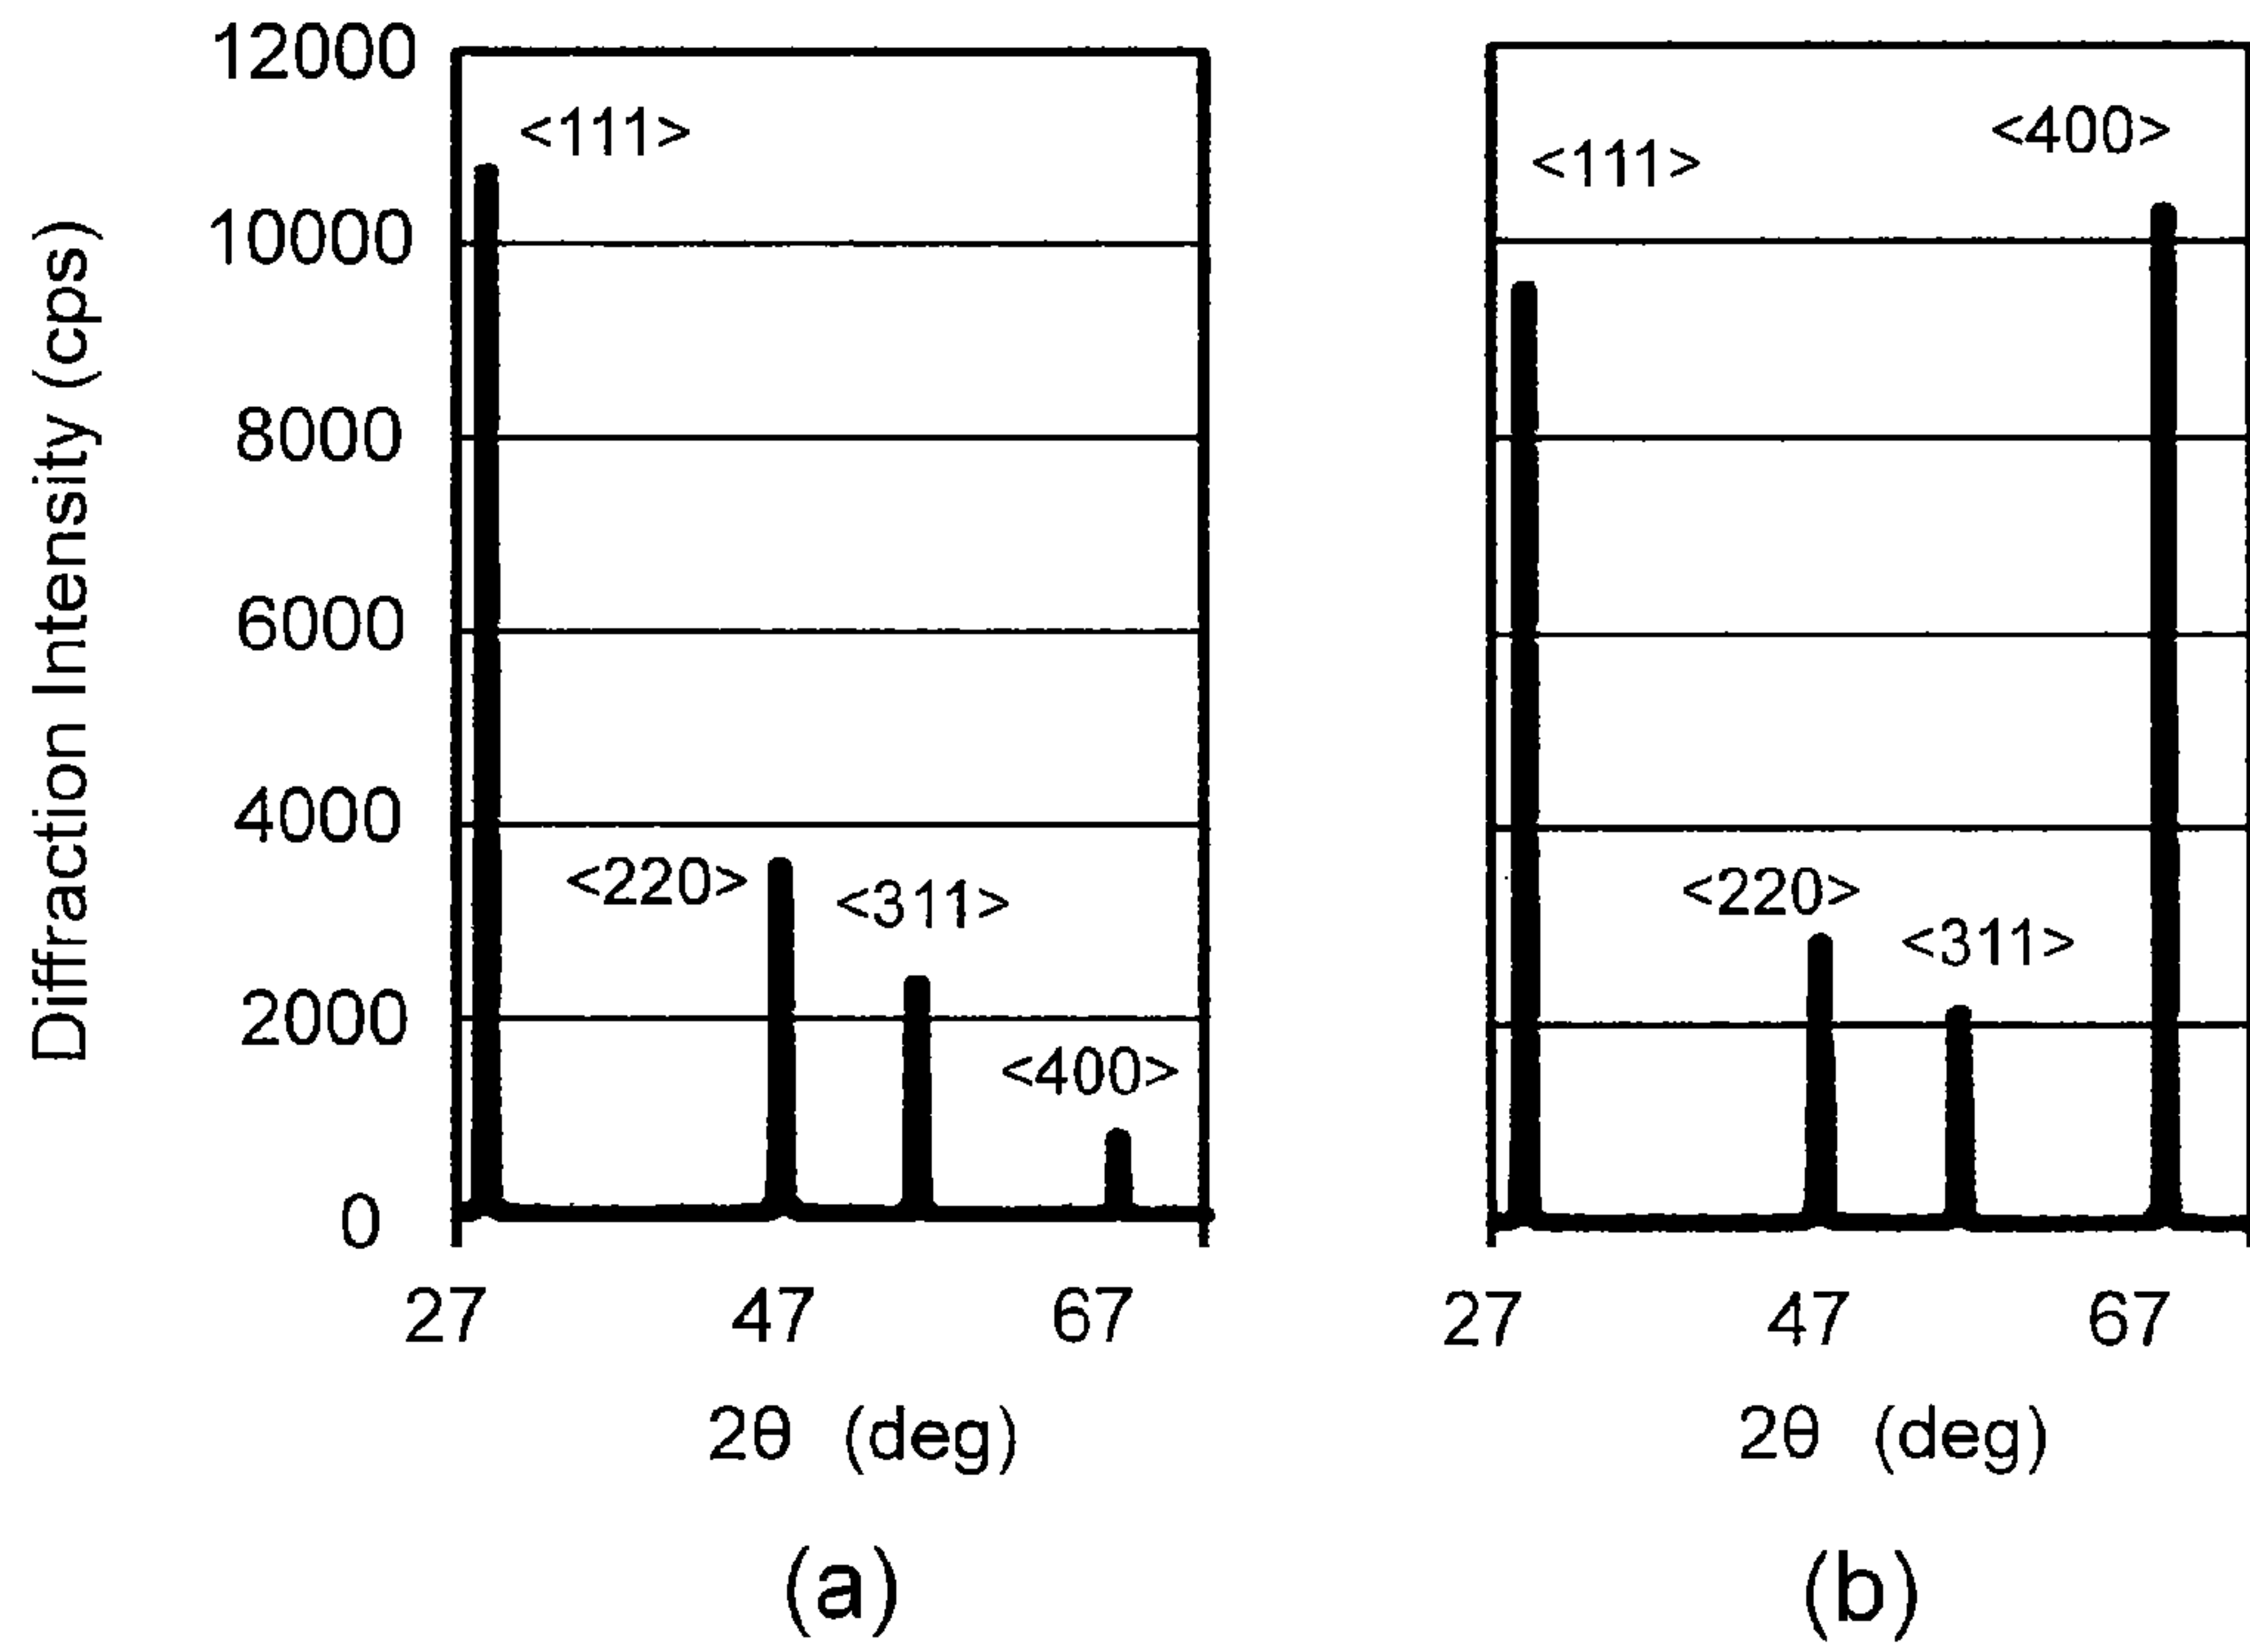 Diffraction Intensity (cps)
12000
10000
8000
6000
4000
2000
0
<111>
<220>
<311>
<400>
27 47 67
2θ (deg)
(a)
<111>
<400>
<220>
<311>
27 47 67
2θ (deg)
(b)